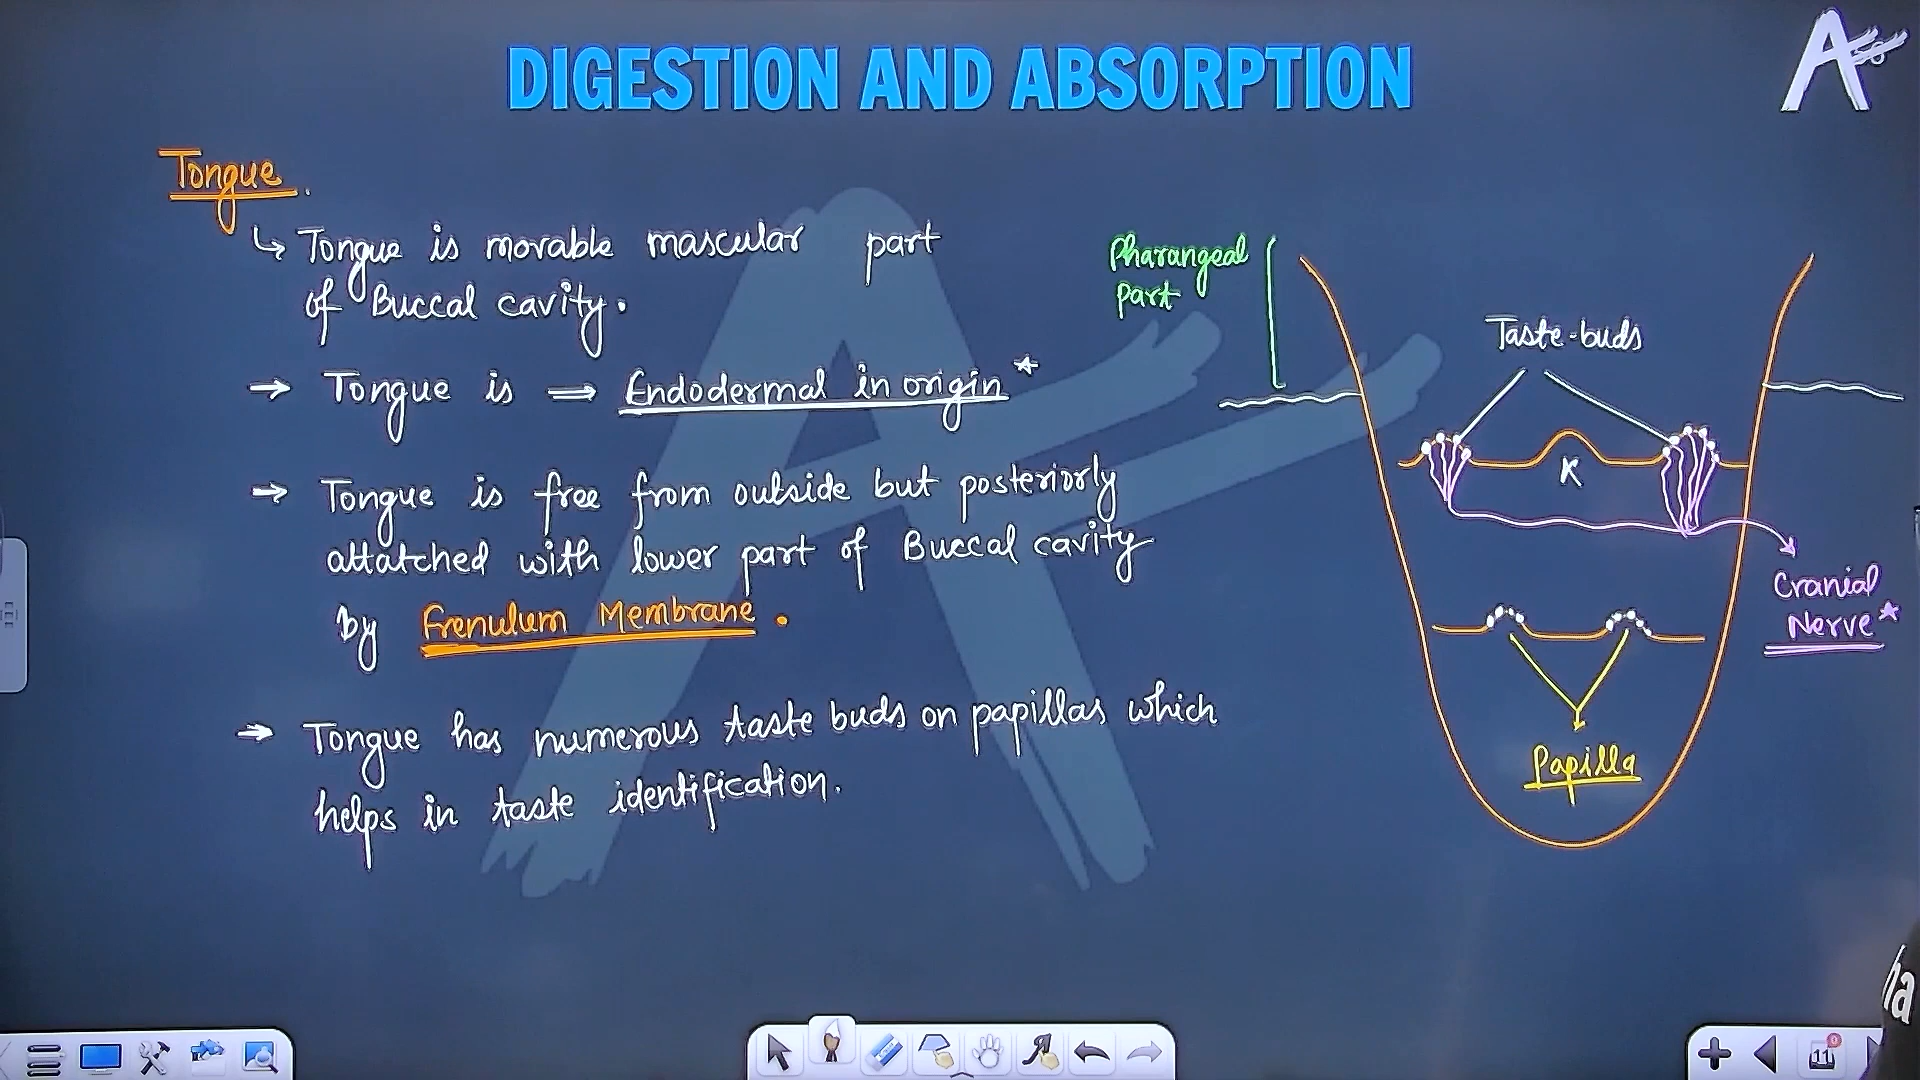 DIGESTION AND ABSORPTION
Tongue.
↳ Tongue is movable mascular part
of Buccal cavity.
→ Tongue is ⟹ Endodermal in origin*
→ Tongue is free from outside but posteriorly
attatched with lower part of Buccal cavity
by Frenulum Membrane.
→ Tongue has numerous taste buds on papillas which
helps in taste identification.
Pharangeal
part
Taste-buds
K
Cranial
Nerve*
Papilla
11
ha